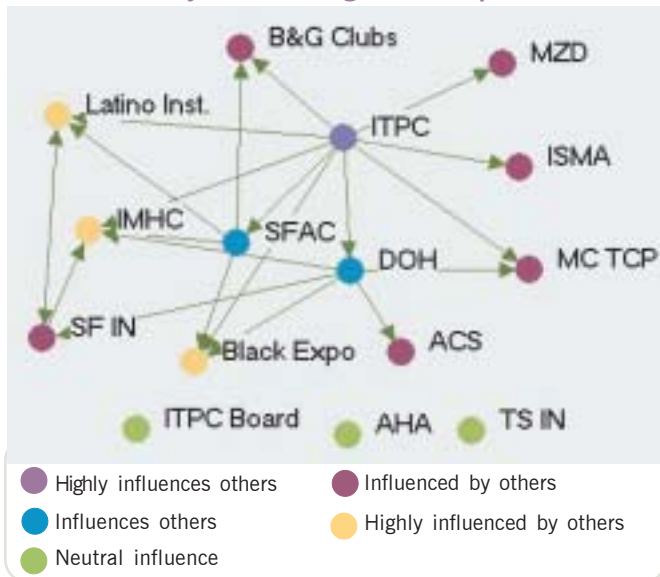 B&G Clubs
MZD
Latino Inst.
ITPC
ISMA
IMHC
SFAC
DOH
MC TCP
SF IN
Black Expo
ACS
ITPC Board
AHA
TS IN
Highly influences others
Influenced by others
Influences others
Highly influenced by others
Neutral influence